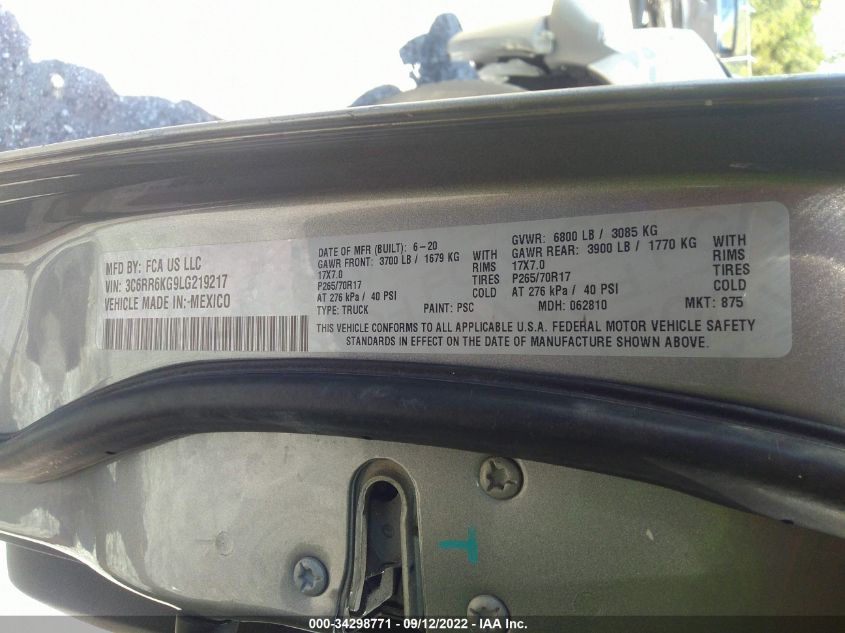 MFD BY: FCA US LLC
VIN: 3C6RR6KG9LG219217
VEHICLE MADE IN:-MEXICO
DATE OF MFR (BUILT): 6-20
GAWR FRONT: 3700 LB / 1679 KG WITH
17X7.0 RIMS
P265/70R17 TIRES
AT 276 kPa / 40 PSI COLD
TYPE: TRUCK PAINT: PSC
GVWR: 6800 LB / 3085 KG
GAWR REAR: 3900 LB / 1770 KG WITH
17X7.0 RIMS
P265/70R17 TIRES
AT 276 kPa / 40 PSI COLD
MDH: 062810 MKT: 875
THIS VEHICLE CONFORMS TO ALL APPLICABLE U.S.A. FEDERAL MOTOR VEHICLE SAFETY
STANDARDS IN EFFECT ON THE DATE OF MANUFACTURE SHOWN ABOVE.
T
000-34298771 - 09/12/2022 - IAA Inc.